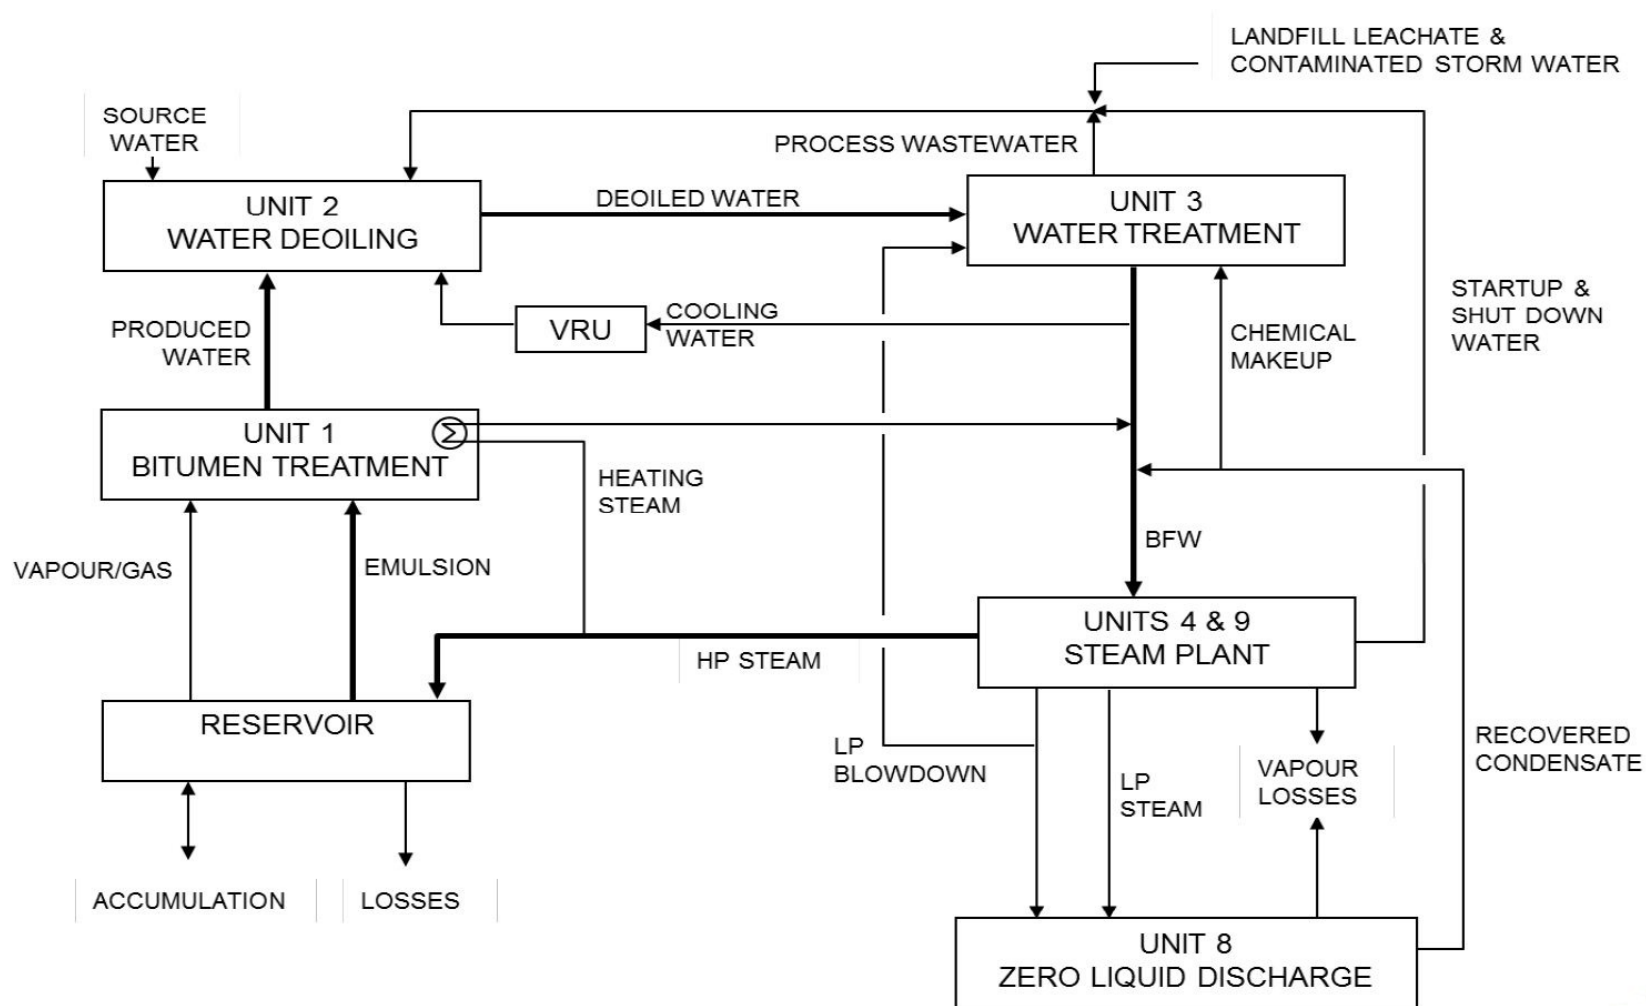 LANDFILL LEACHATE &
CONTAMINATED STORM WATER
SOURCE
WATER
PROCESS WASTEWATER
UNIT 2
WATER DEOILING
DEOILED WATER
UNIT 3
WATER TREATMENT
STARTUP &
SHUT DOWN
WATER
PRODUCED
WATER
VRU
COOLING
WATER
CHEMICAL
MAKEUP
UNIT 1
BITUMEN TREATMENT
HEATING
STEAM
VAPOUR/GAS
EMULSION
BFW
UNITS 4 & 9
STEAM PLANT
HP STEAM
RESERVOIR
LP
BLOWDOWN
LP
STEAM
VAPOUR
LOSSES
RECOVERED
CONDENSATE
ACCUMULATION
LOSSES
UNIT 8
ZERO LIQUID DISCHARGE